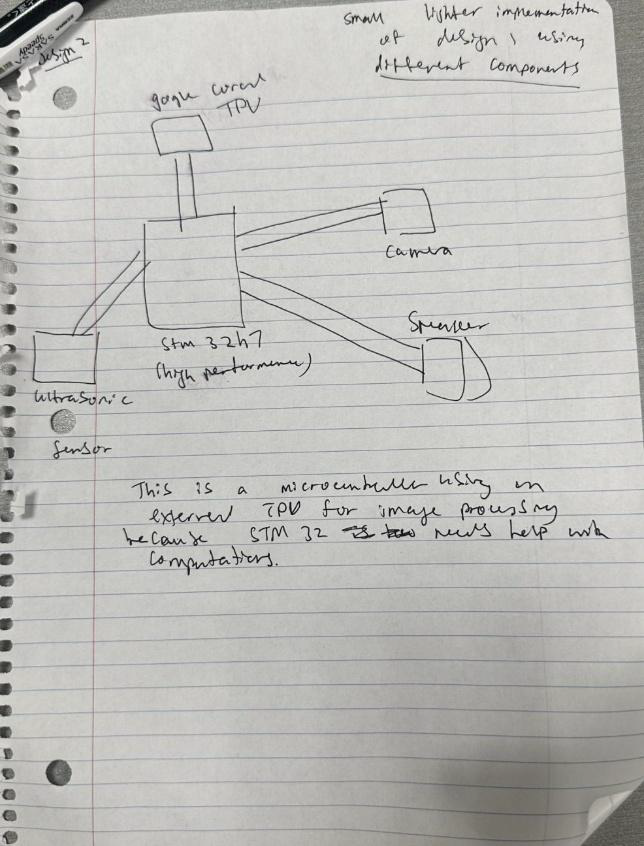 design 2
small lighter implementation
of design 1 using
different components
google coral
TPU
Camera
Speaker
Stm 32h7
(high performance)
Ultrasonic
Sensor
This is a microcontroller using an
external TPU for image processing
because STM 32 needs help with
computations.